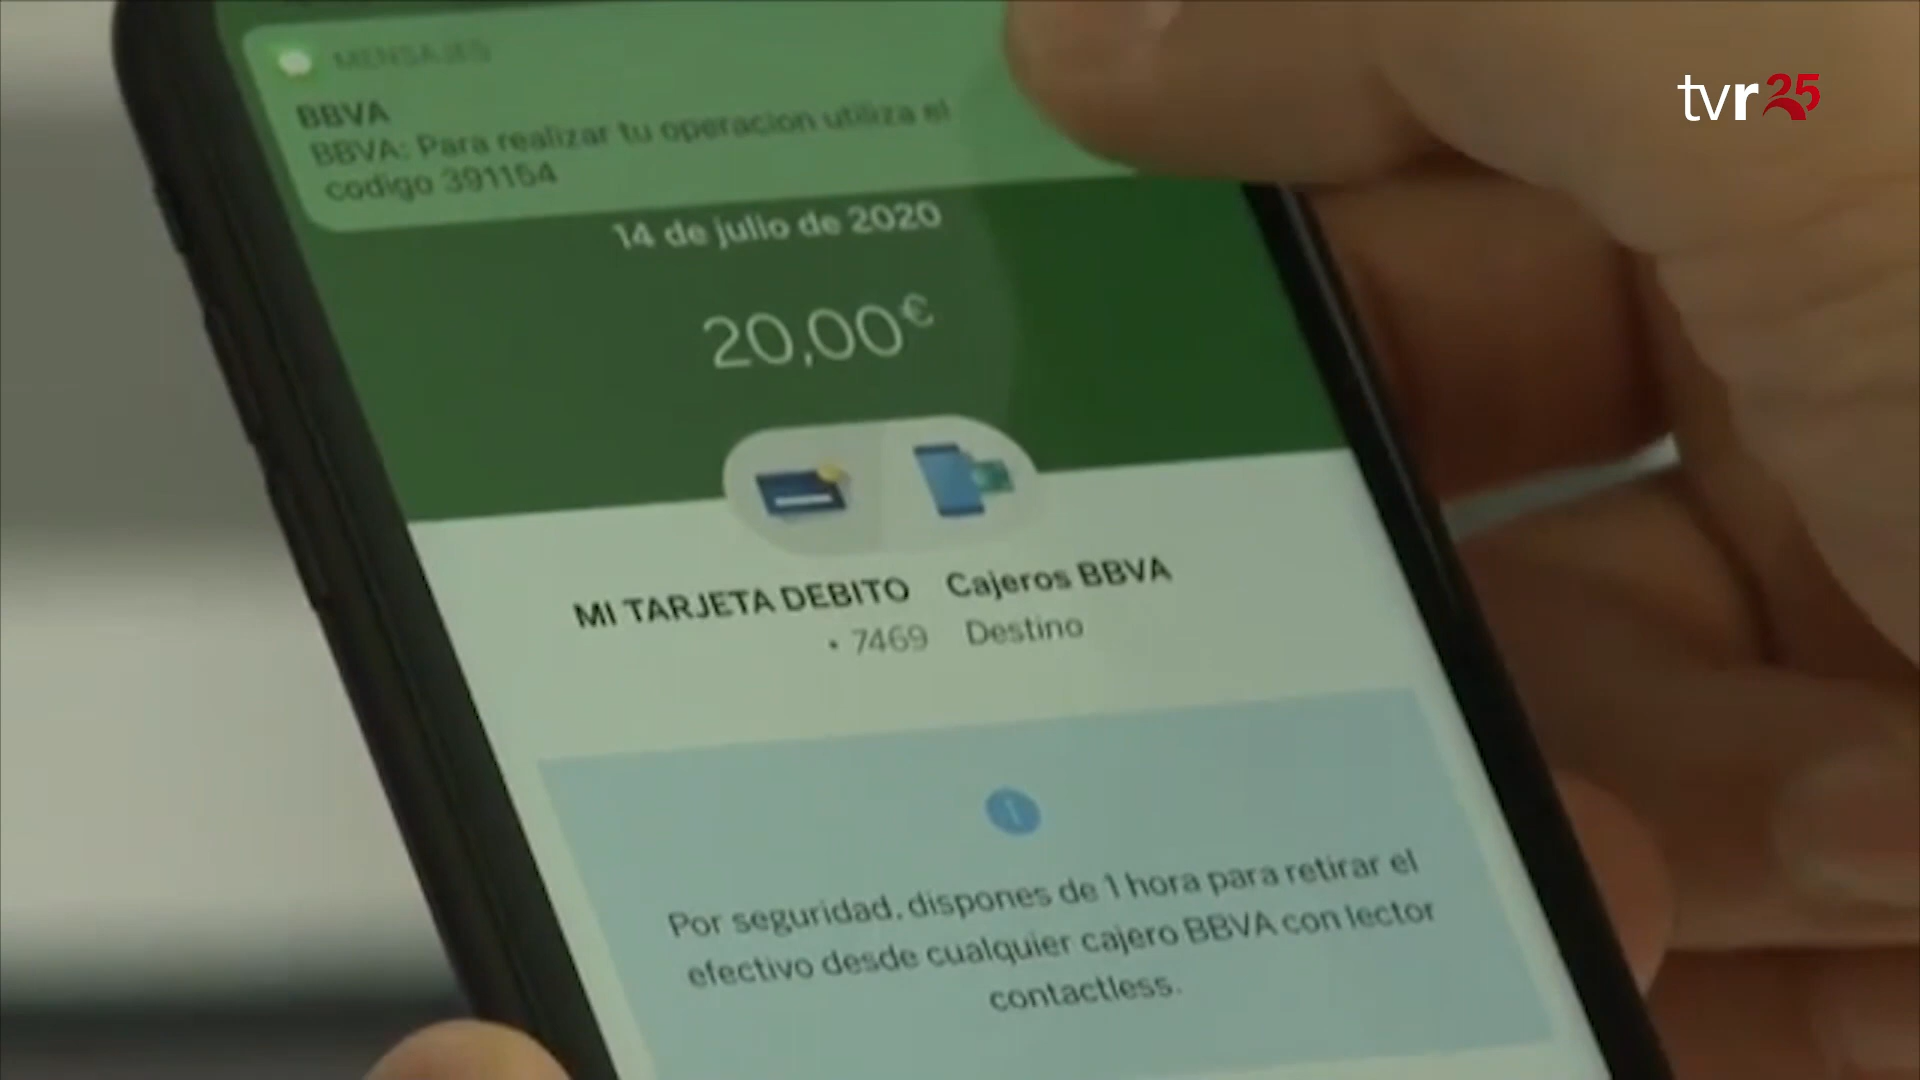 tvr25
MENSAJES
BBVA
BBVA: Para realizar tu operacion utiliza el
codigo 391154
14 de julio de 2020
20,00€
MI TARJETA DEBITO Cajeros BBVA
• 7469 Destino
Por seguridad, dispones de 1 hora para retirar el
efectivo desde cualquier cajero BBVA con lector
contactless.